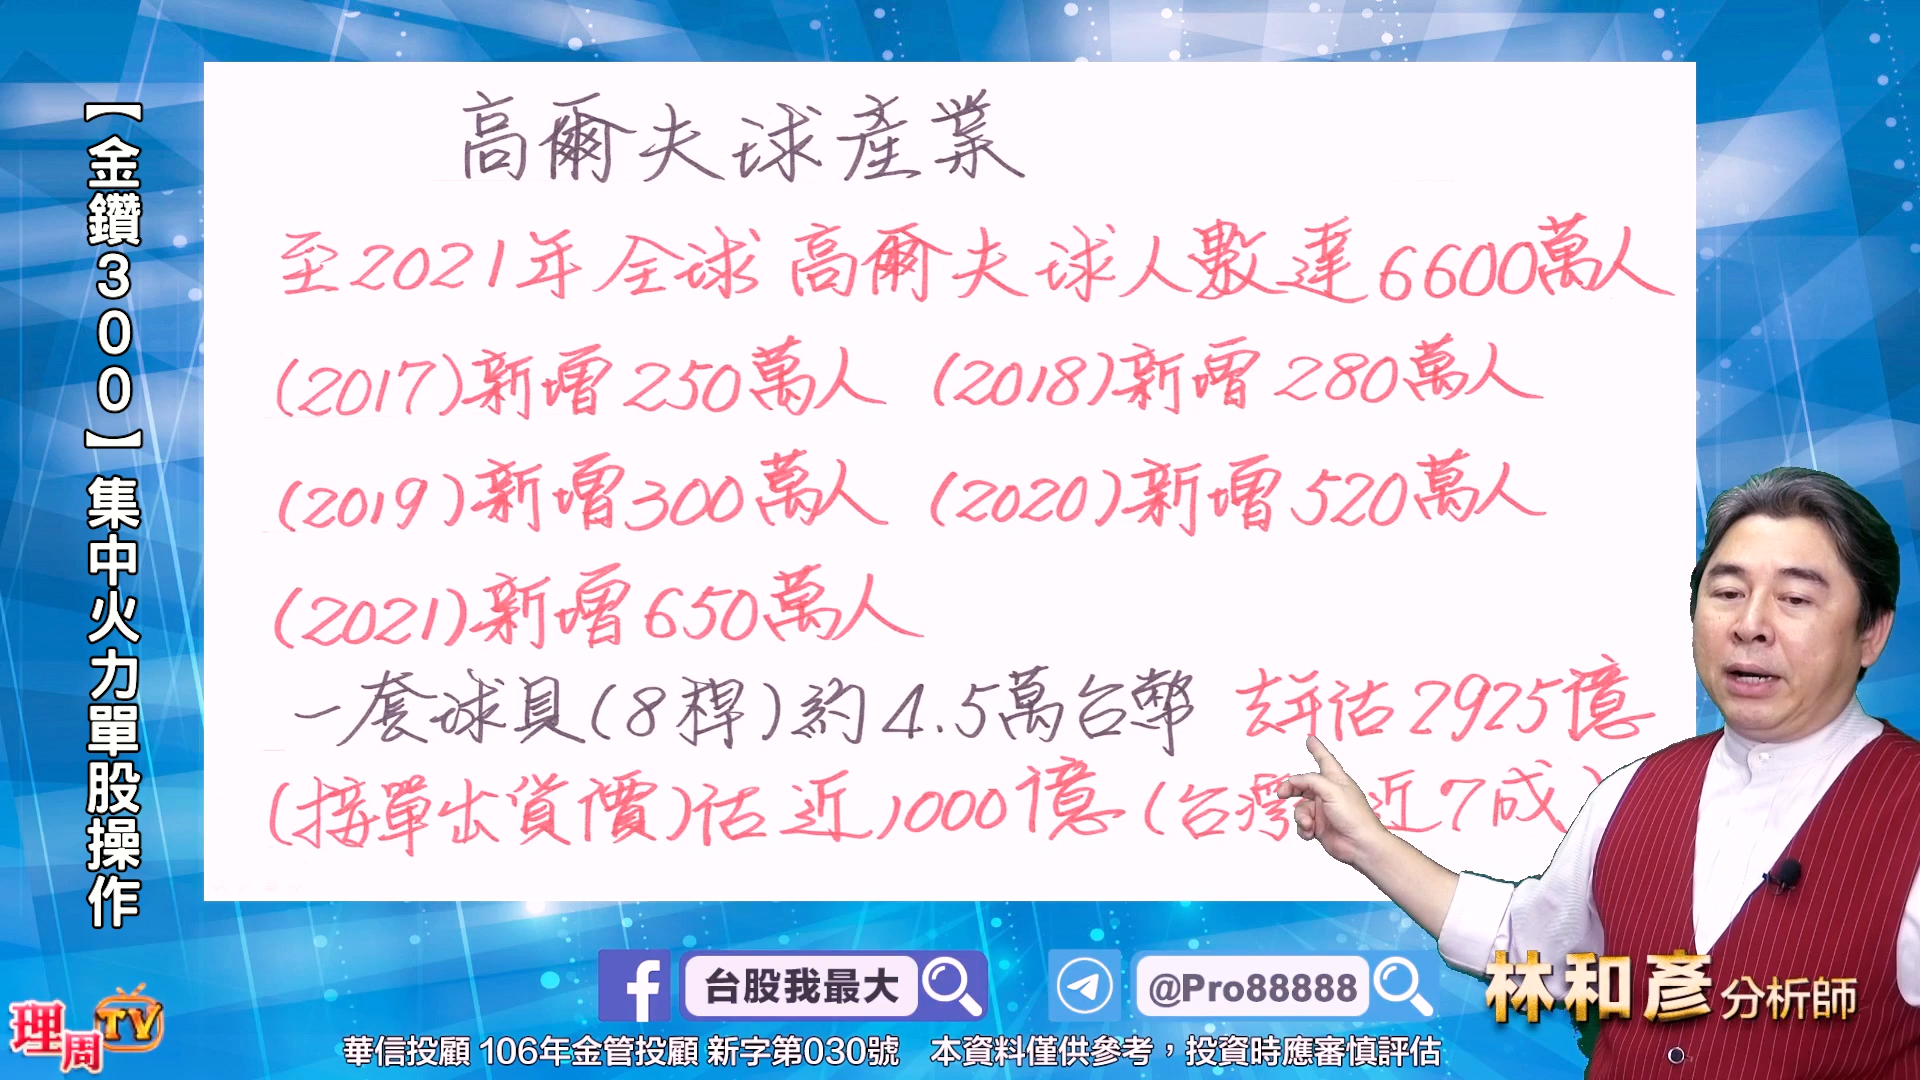 【金鑽300】集中火力單股操作
高爾夫球產業
至2021年全球高爾夫球人數達6600萬人
(2017)新增250萬人 (2018)新增280萬人
(2019)新增300萬人 (2020)新增520萬人
(2021)新增650萬人
一套球具(8桿)約4.5萬台幣 評估2925億
(接單出貨價)估近1000億(台灣近7成)
台股我最大
@Pro88888
林和彥分析師
理周TV
華信投顧 106年金管投顧 新字第030號 本資料僅供參考，投資時應審慎評估